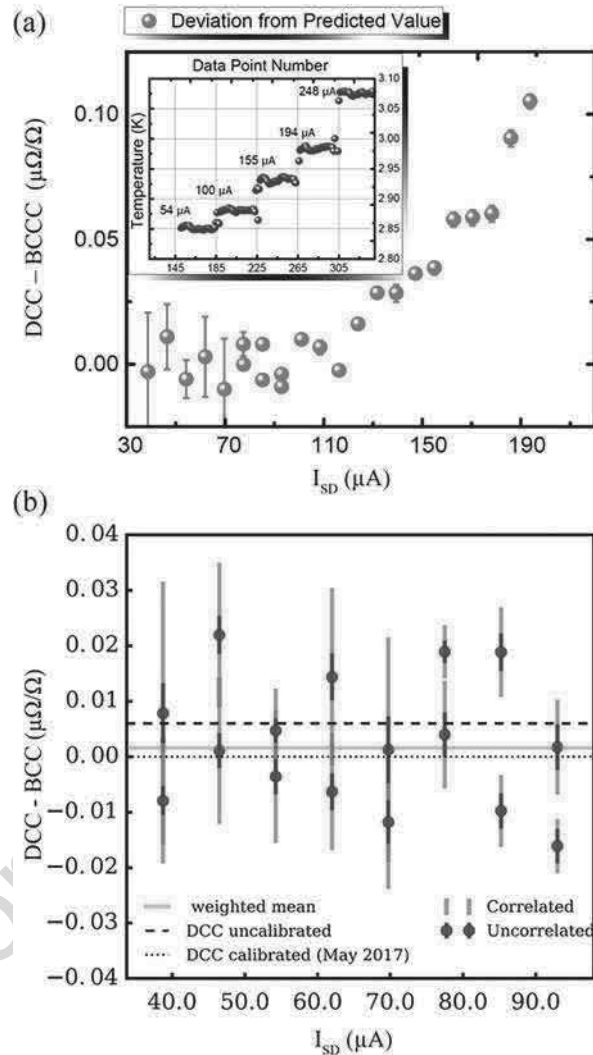 (a)
Deviation from Predicted Value
Data Point Number
3.10
3.05
3.00
2.95
2.90
2.85
2.80
Temperature (K)
248 µA
194 µA
155 µA
100 µA
54 µA
145 185 225 265 305
DCC – BCCC (µΩ/Ω)
0.10
0.05
0.00
30 70 110 150 190
I_SD (µA)
(b)
DCC - BCC (µΩ/Ω)
0.04
0.03
0.02
0.01
0.00
−0.01
−0.02
−0.03
−0.04
weighted mean
DCC uncalibrated
DCC calibrated (May 2017)
Correlated
Uncorrelated
40.0 50.0 60.0 70.0 80.0 90.0
I_SD (µA)